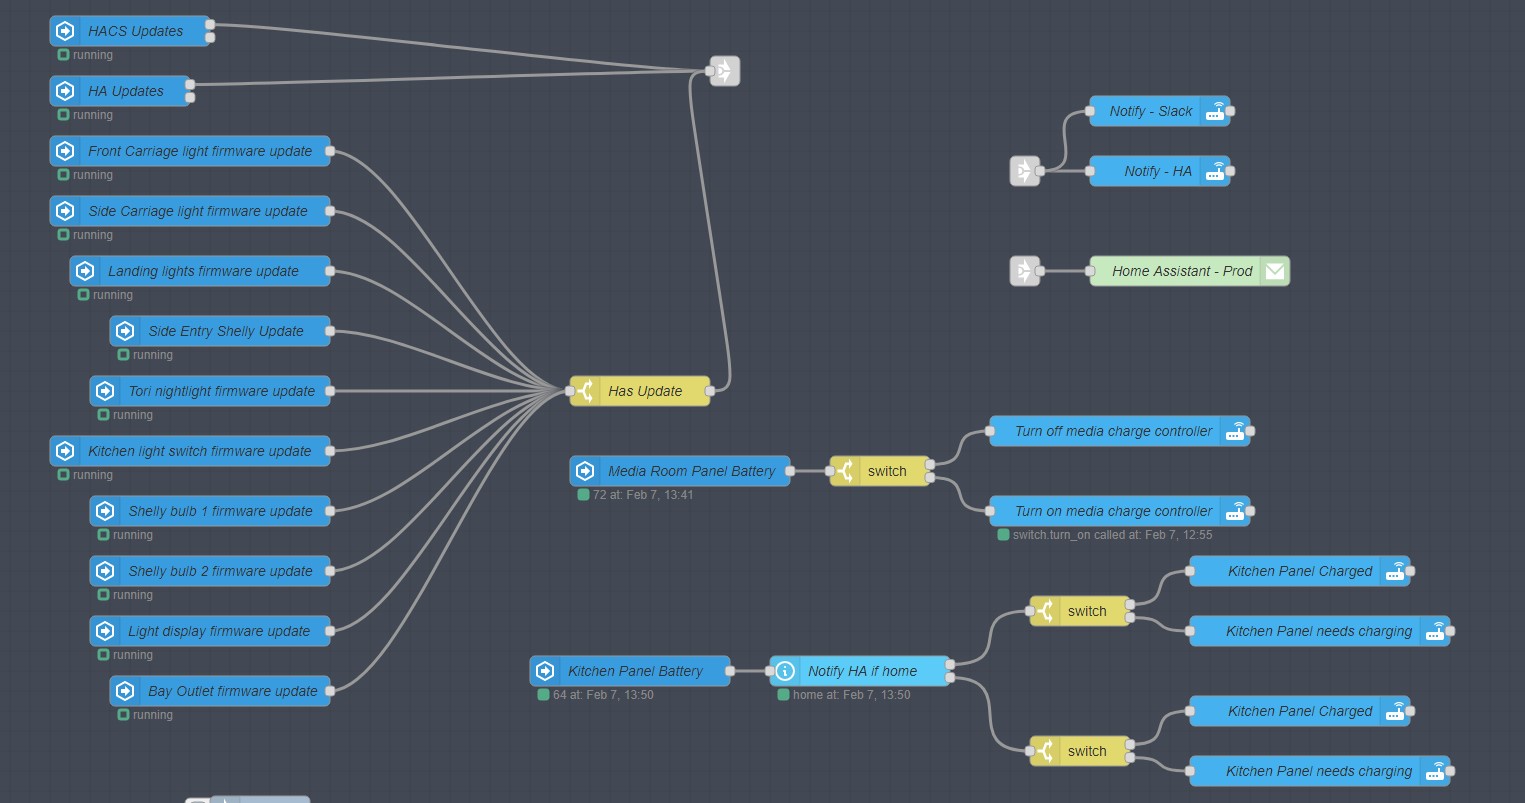 HACS Updates
running
HA Updates
running
Front Carriage light firmware update
running
Side Carriage light firmware update
running
Landing lights firmware update
running
Side Entry Shelly Update
running
Tori nightlight firmware update
running
Kitchen light switch firmware update
running
Shelly bulb 1 firmware update
running
Shelly bulb 2 firmware update
running
Light display firmware update
running
Bay Outlet firmware update
running
Has Update
Notify - Slack
Notify - HA
Home Assistant - Prod
Media Room Panel Battery
72 at: Feb 7, 13:41
switch
Turn off media charge controller
Turn on media charge controller
switch.turn_on called at: Feb 7, 12:55
Kitchen Panel Battery
64 at: Feb 7, 13:50
Notify HA if home
home at: Feb 7, 13:50
switch
Kitchen Panel Charged
Kitchen Panel needs charging
switch
Kitchen Panel Charged
Kitchen Panel needs charging